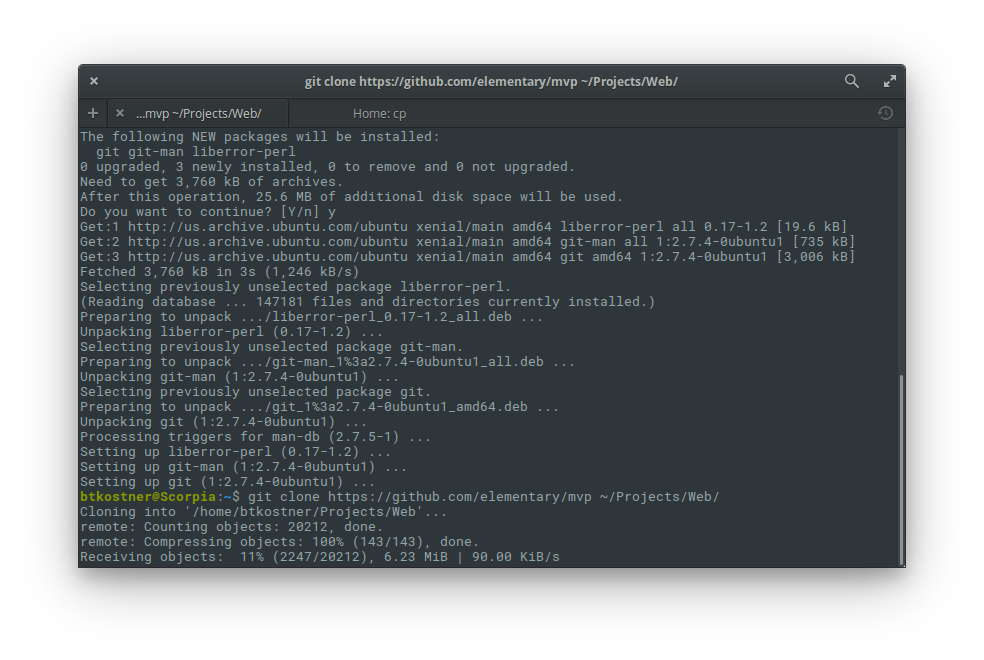 git clone https://github.com/elementary/mvp ~/Projects/Web/
...mvp ~/Projects/Web/
Home: cp
The following NEW packages will be installed:
  git git-man liberror-perl
0 upgraded, 3 newly installed, 0 to remove and 0 not upgraded.
Need to get 3,760 kB of archives.
After this operation, 25.6 MB of additional disk space will be used.
Do you want to continue? [Y/n] y
Get:1 http://us.archive.ubuntu.com/ubuntu xenial/main amd64 liberror-perl all 0.17-1.2 [19.6 kB]
Get:2 http://us.archive.ubuntu.com/ubuntu xenial/main amd64 git-man all 1:2.7.4-0ubuntu1 [735 kB]
Get:3 http://us.archive.ubuntu.com/ubuntu xenial/main amd64 git amd64 1:2.7.4-0ubuntu1 [3,006 kB]
Fetched 3,760 kB in 3s (1,246 kB/s)
Selecting previously unselected package liberror-perl.
(Reading database ... 147181 files and directories currently installed.)
Preparing to unpack .../liberror-perl_0.17-1.2_all.deb ...
Unpacking liberror-perl (0.17-1.2) ...
Selecting previously unselected package git-man.
Preparing to unpack .../git-man_1%3a2.7.4-0ubuntu1_all.deb ...
Unpacking git-man (1:2.7.4-0ubuntu1) ...
Selecting previously unselected package git.
Preparing to unpack .../git_1%3a2.7.4-0ubuntu1_amd64.deb ...
Unpacking git (1:2.7.4-0ubuntu1) ...
Processing triggers for man-db (2.7.5-1) ...
Setting up liberror-perl (0.17-1.2) ...
Setting up git-man (1:2.7.4-0ubuntu1) ...
Setting up git (1:2.7.4-0ubuntu1) ...
btkostner@Scorpia:~$ git clone https://github.com/elementary/mvp ~/Projects/Web/
Cloning into '/home/btkostner/Projects/Web'...
remote: Counting objects: 20212, done.
remote: Compressing objects: 100% (143/143), done.
Receiving objects:  11% (2247/20212), 6.23 MiB | 90.00 KiB/s